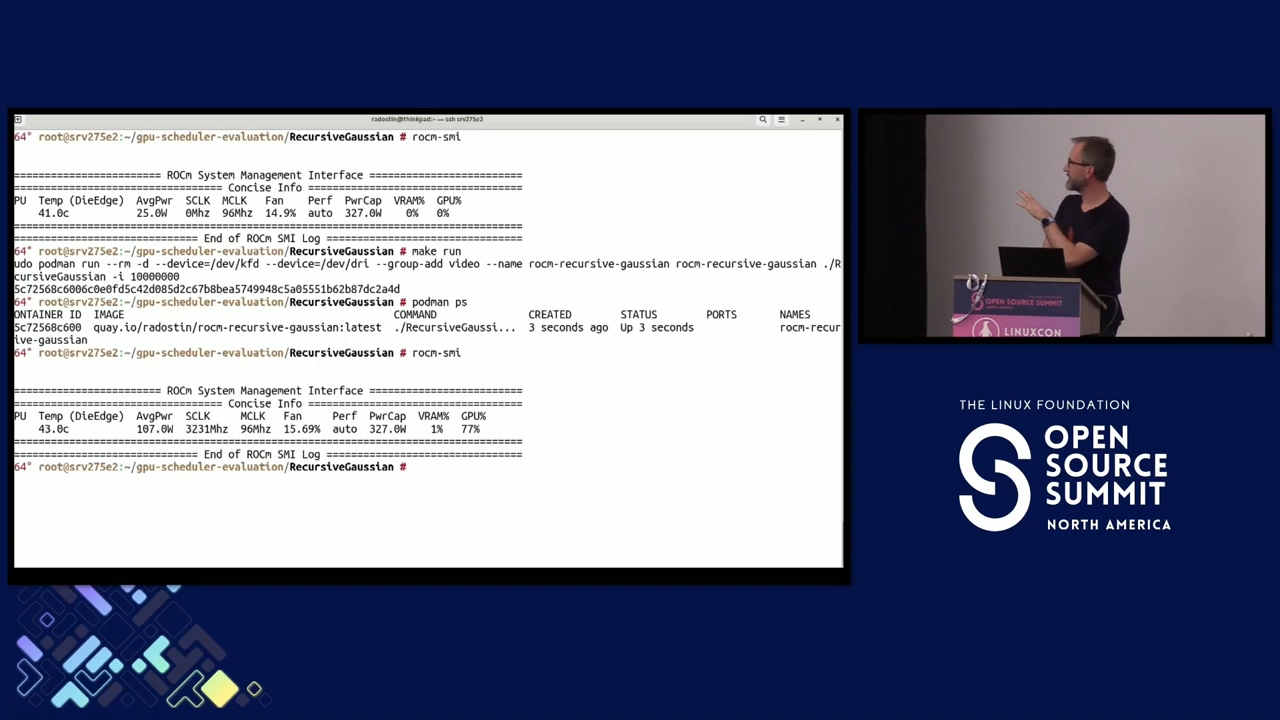 radostin@thinkpad:~ — ssh srv275e2
64° root@srv275e2:~/gpu-scheduler-evaluation/RecursiveGaussian # rocm-smi
======================== ROCm System Management Interface ========================
================================ Concise Info ================================
PU  Temp (DieEdge)  AvgPwr  SCLK  MCLK  Fan  Perf  PwrCap  VRAM%  GPU%
41.0c  25.0W  0Mhz  96Mhz  14.9%  auto  327.0W  0%  0%
==============================================================================
============================== End of ROCm SMI Log ==============================
64° root@srv275e2:~/gpu-scheduler-evaluation/RecursiveGaussian # make run
udo podman run --rm -d --device=/dev/kfd --device=/dev/dri --group-add video --name rocm-recursive-gaussian rocm-recursive-gaussian ./R
cursiveGaussian -i 10000000
5c72568c6006c0e0fd5c42d085d2c67b8bea5749948c5a05551b62b87dc2a4d
64° root@srv275e2:~/gpu-scheduler-evaluation/RecursiveGaussian # podman ps
ONTAINER ID  IMAGE  COMMAND  CREATED  STATUS  PORTS  NAMES
5c72568c600  quay.io/radostin/rocm-recursive-gaussian:latest  ./RecursiveGaussi...  3 seconds ago  Up 3 seconds  rocm-recur
ive-gaussian
64° root@srv275e2:~/gpu-scheduler-evaluation/RecursiveGaussian # rocm-smi
======================== ROCm System Management Interface ========================
================================ Concise Info ================================
PU  Temp (DieEdge)  AvgPwr  SCLK  MCLK  Fan  Perf  PwrCap  VRAM%  GPU%
43.0c  107.0W  3231Mhz  96Mhz  15.69%  auto  327.0W  1%  77%
==============================================================================
============================== End of ROCm SMI Log ==============================
64° root@srv275e2:~/gpu-scheduler-evaluation/RecursiveGaussian #
OPEN SOURCE SUMMIT
LINUXCON
THE LINUX FOUNDATION
OPEN
SOURCE
SUMMIT
NORTH AMERICA